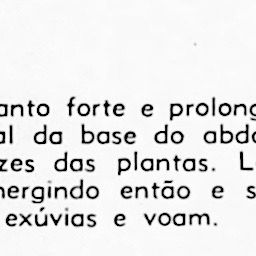 anto forte e prolong
al da base do abdo
zes das plantas. L
nergindo então e s
exúvias e voam.